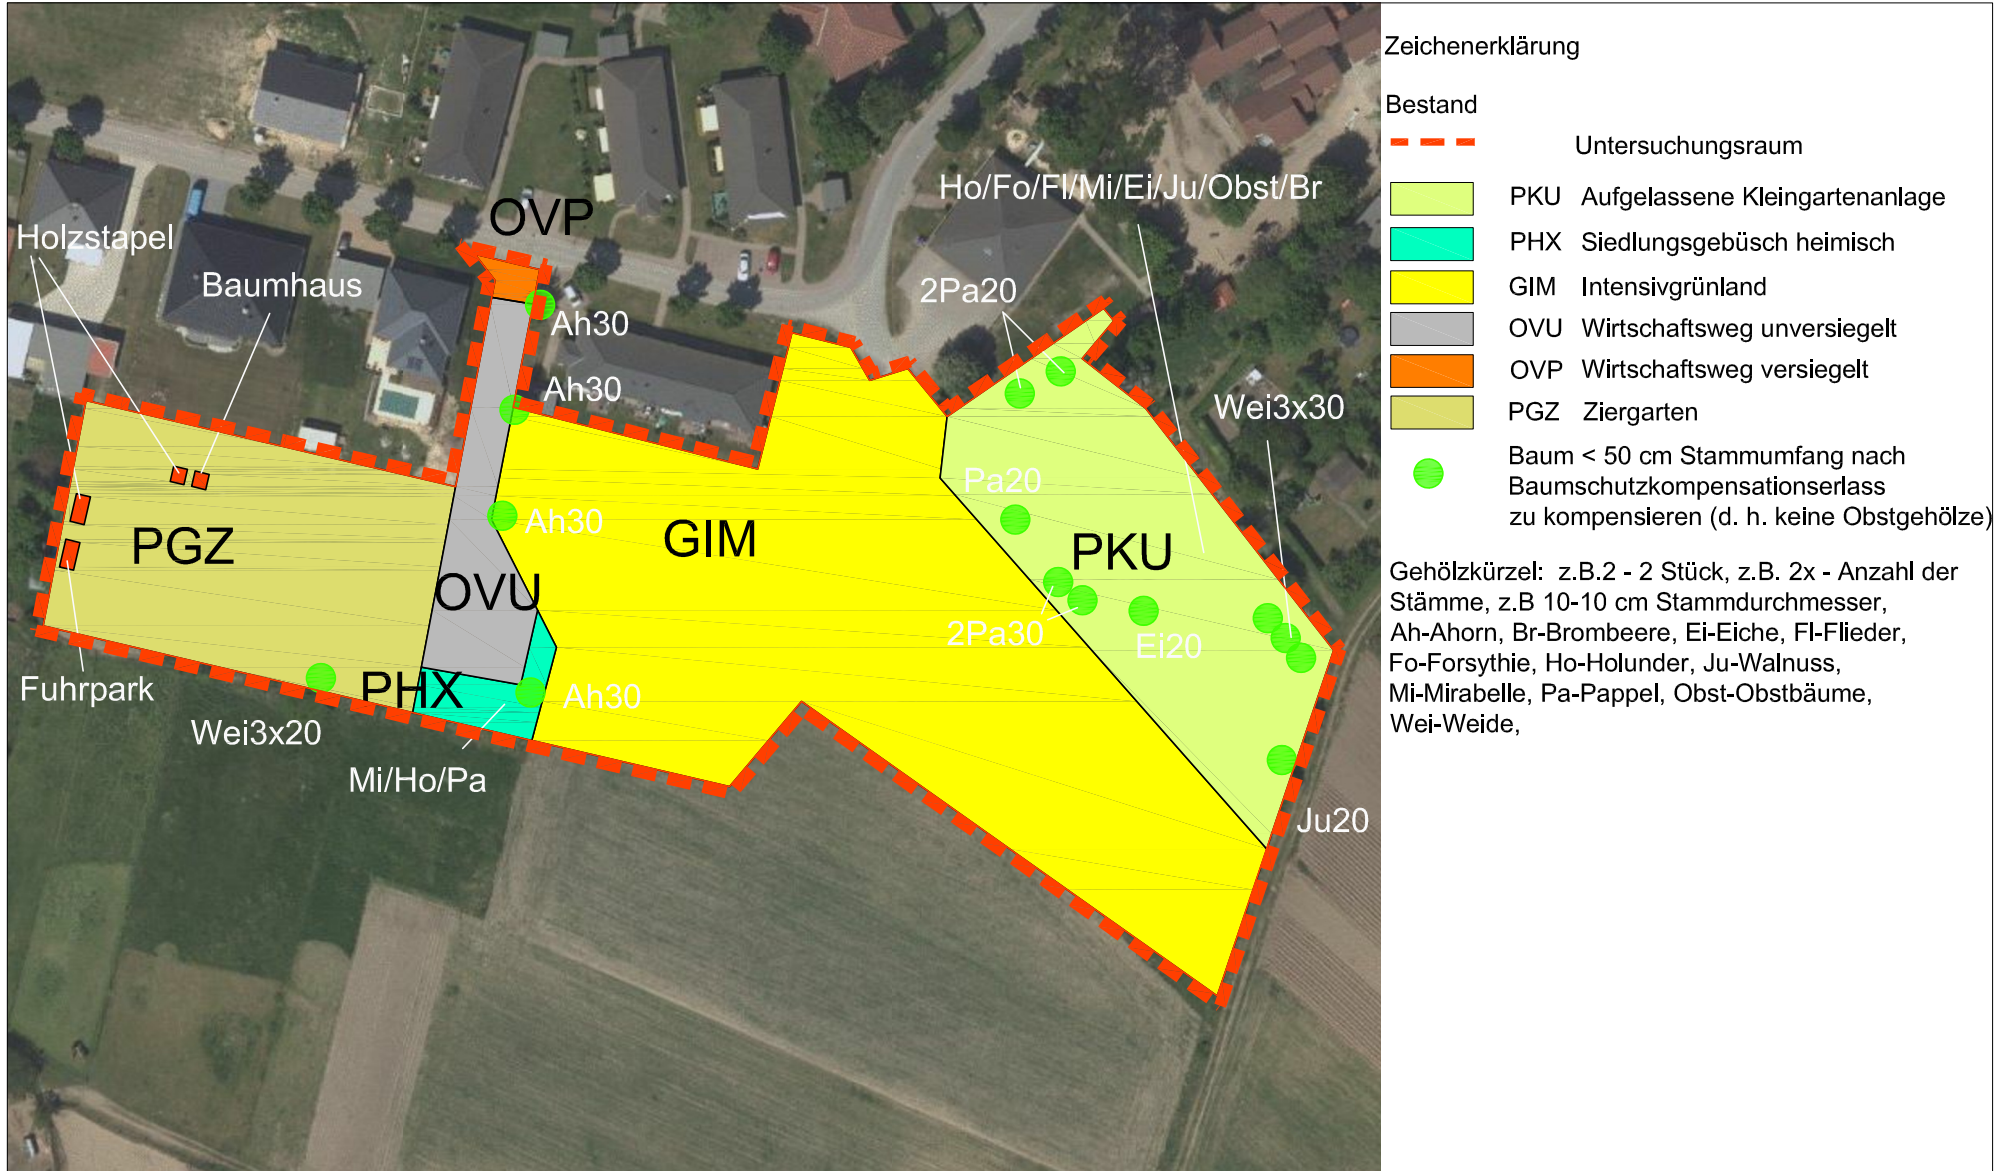 Zeichenerklärung
Bestand
Untersuchungsraum
PKU Aufgelassene Kleingartenanlage
PHX Siedlungsgebüsch heimisch
GIM Intensivgrünland
OVU Wirtschaftsweg unversiegelt
OVP Wirtschaftsweg versiegelt
PGZ Ziergarten
Baum < 50 cm Stammumfang nach
Baumschutzkompensationserlass
zu kompensieren (d. h. keine Obstgehölze)
Gehölzkürzel: z.B.2 - 2 Stück, z.B. 2x - Anzahl der
Stämme, z.B 10-10 cm Stammdurchmesser,
Ah-Ahorn, Br-Brombeere, Ei-Eiche, Fl-Flieder,
Fo-Forsythie, Ho-Holunder, Ju-Walnuss,
Mi-Mirabelle, Pa-Pappel, Obst-Obstbäume,
Wei-Weide,
Ho/Fo/Fl/Mi/Ei/Ju/Obst/Br
OVP
Holzstapel
Baumhaus
2Pa20
Ah30
Ah30
Wei3x30
Pa20
Ah30
GIM
PKU
PGZ
OVU
2Pa30
Ei20
Fuhrpark
PHX
Ah30
Wei3x20
Mi/Ho/Pa
Ju20